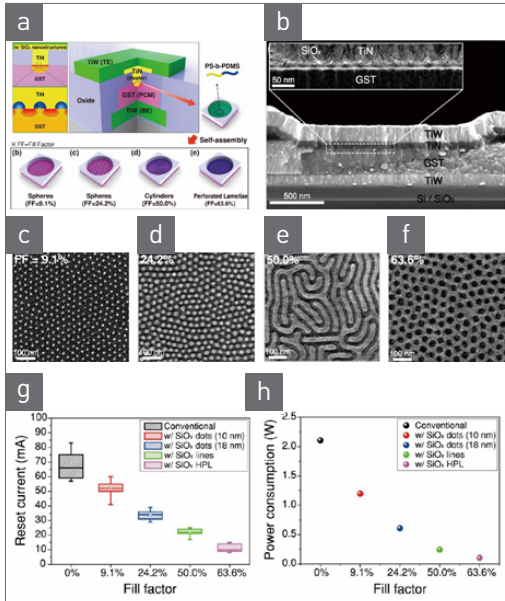 a
w/ SiOₓ nanostructures
TiN
GST
GST
TiW (TE)
TiN
(Heater)
GST (PCM)
TiW (BE)
Oxide
PS-b-PDMS
Self-assembly
※ FF=Fill Factor
(b)
(c)
(d)
(e)
Spheres
(FF=9.1%)
Spheres
(FF=24.2%)
Cylinders
(FF=50.0%)
Perforated Lamellae
(FF=63.6%)
b
SiOₓ
TiN
50 nm
GST
TiW
TiN
GST
TiW
500 nm
SI / SiO₂
c
FF = 9.1%
100 nm
d
24.2%
100 nm
e
50.0%
100 nm
f
63.6%
100 nm
g
Reset current (mA)
100
90
80
70
60
50
40
30
20
10
0
Conventional
w/ SiOₓ dots (10 nm)
w/ SiOₓ dots (18 nm)
w/ SiOₓ lines
w/ SiOₓ HPL
0%
9.1%
24.2%
50.0%
63.6%
Fill factor
h
Power consumption (W)
2.5
2.0
1.5
1.0
0.5
0.0
Conventional
w/ SiOₓ dots (10 nm)
w/ SiOₓ dots (18 nm)
w/ SiOₓ lines
w/ SiOₓ HPL
0%
9.1%
24.2%
50.0%
63.6%
Fill factor